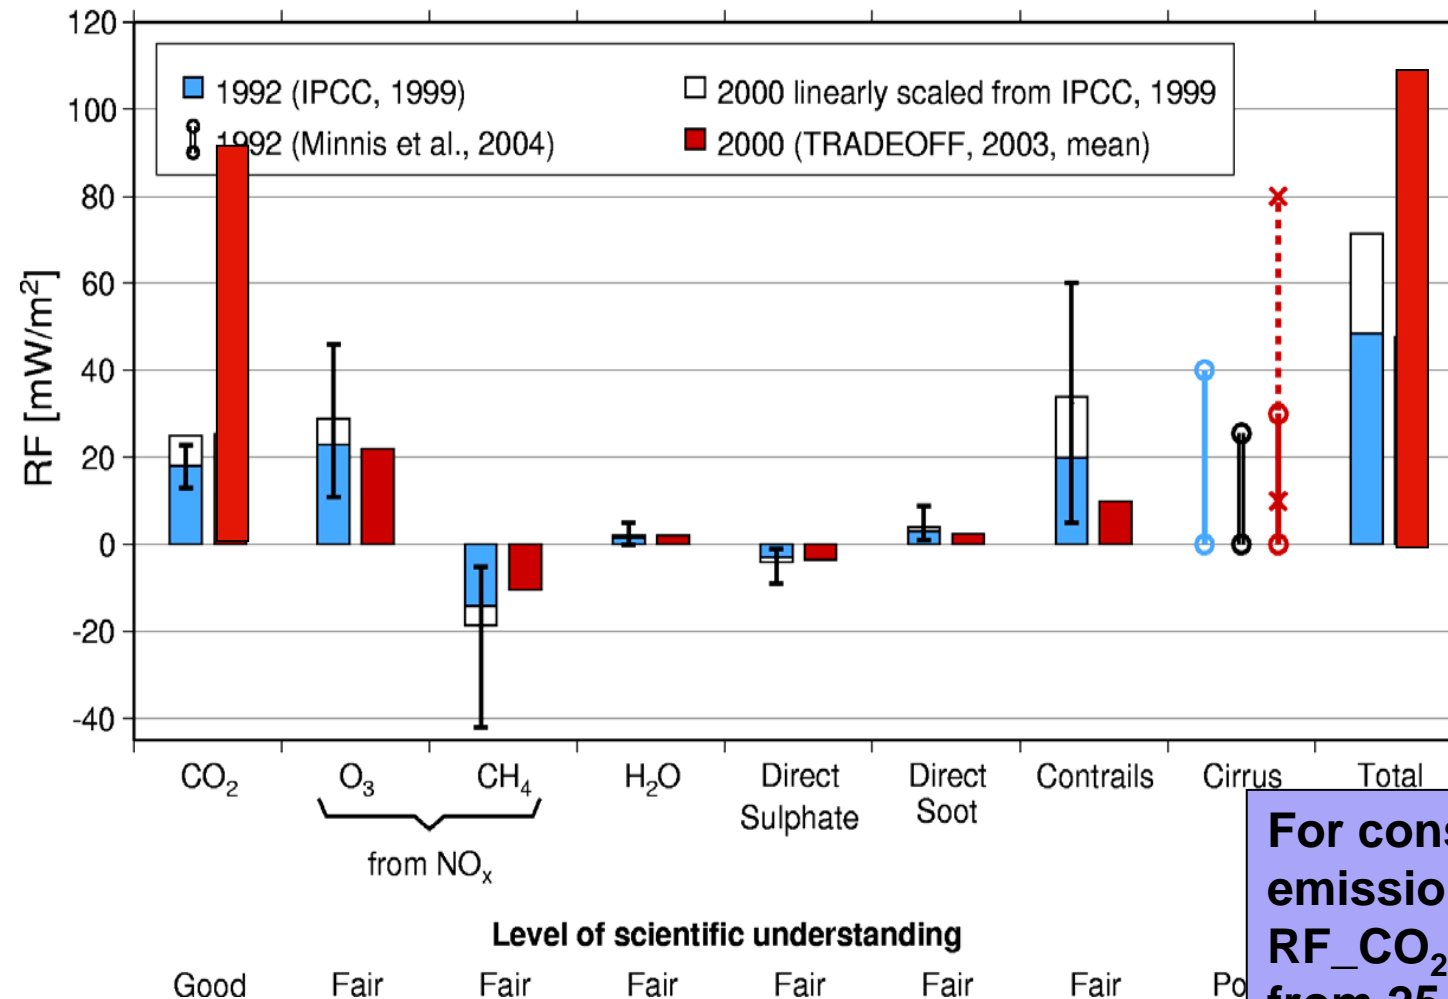 120
100
80
60
40
20
0
-20
-40
RF [mW/m²]
1992 (IPCC, 1999)
2000 linearly scaled from IPCC, 1999
1992 (Minnis et al., 2004)
2000 (TRADEOFF, 2003, mean)
CO₂ O₃ CH₄ H₂O Direct Sulphate Direct Soot Contrails Cirrus Total
from NOₓ
Level of scientific understanding
Good Fair Fair Fair Fair Fair Fair
For
RF_CO₂
from 25